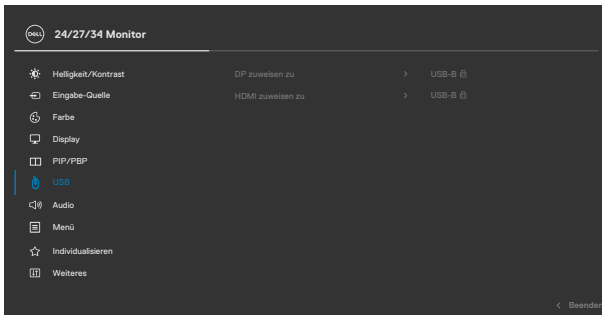 DELL 24/27/34 Monitor
Helligkeit/Kontrast DP zuweisen zu > USB-B
Eingabe-Quelle HDMI zuweisen zu > USB-B
Farbe
Display
PIP/PBP
USB
Audio
Menü
Individualisieren
Weiteres
< Beenden